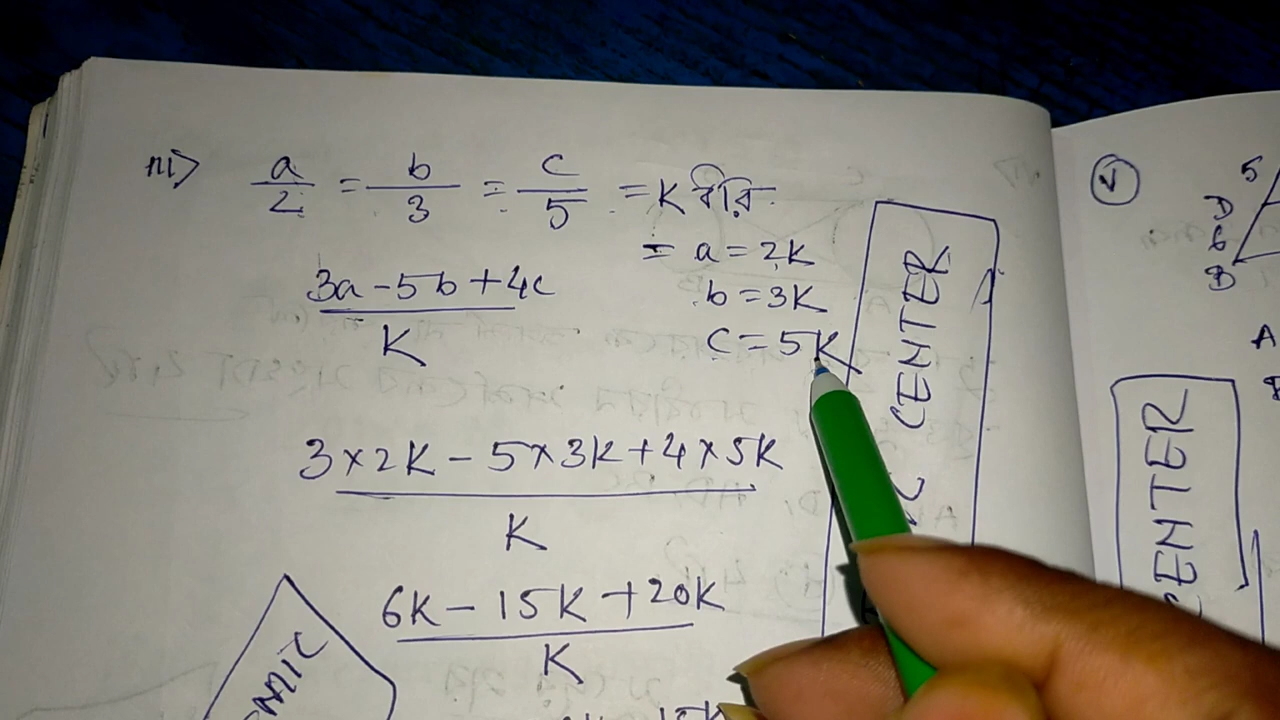 III> a/2 = b/3 = c/5 = K ধরি
= a = 2K
b = 3K
c = 5K
3a - 5b + 4c
K
3 × 2K - 5 × 3K + 4 × 5K
K
6K - 15K + 20K
K
CENTER
V
5
D
6
B
A
CENTER